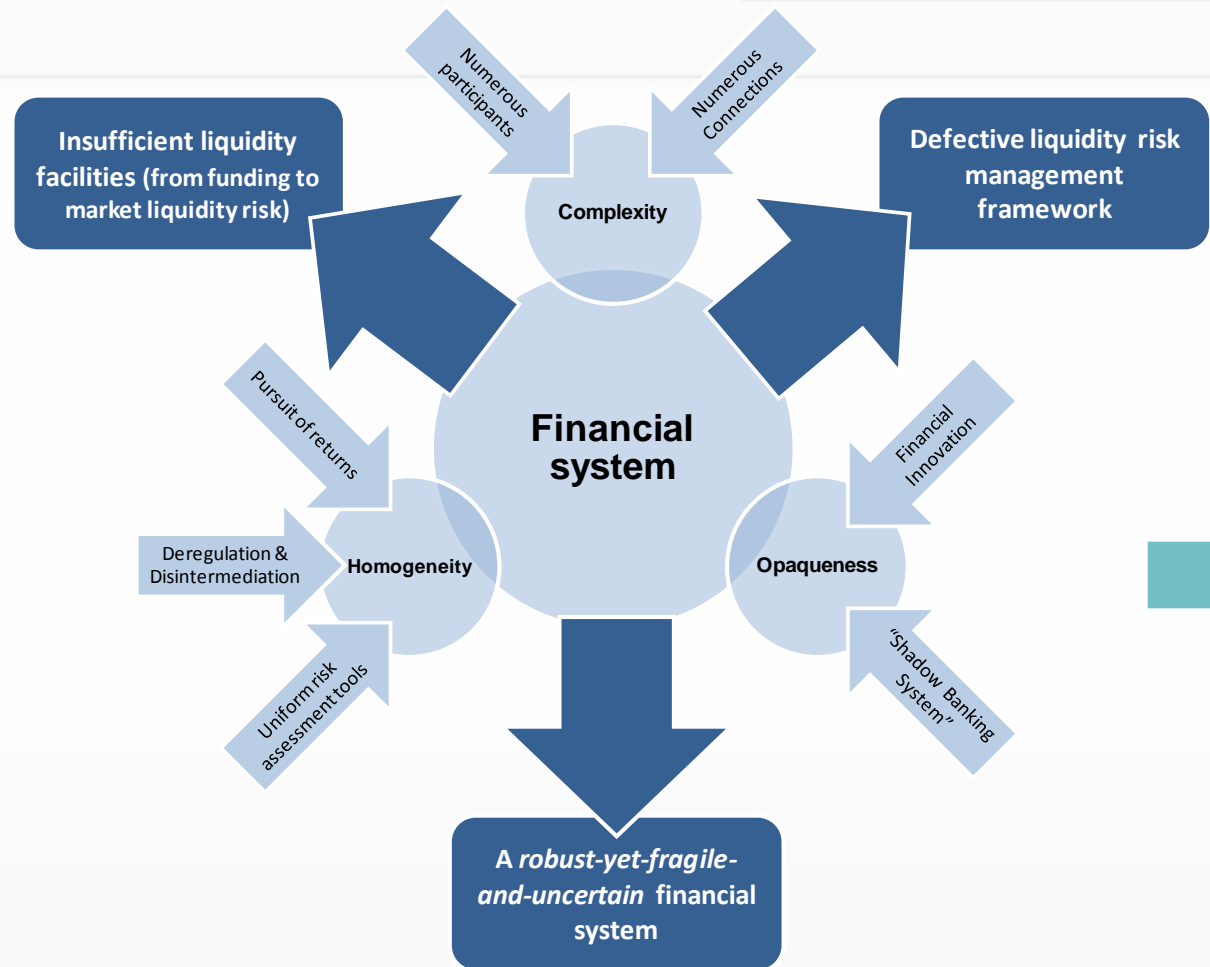 Numerous
participants
Numerous
Connections
Insufficient liquidity
facilities (from funding to
market liquidity risk)
Defective liquidity risk
management
framework
Complexity
Pursuit of returns
Financial
Innovation
Financial
system
Deregulation &
Disintermediation
Homogeneity
Opaqueness
Uniform risk
assessment tools
“Shadow Banking
System”
A robust-yet-fragile-
and-uncertain financial
system